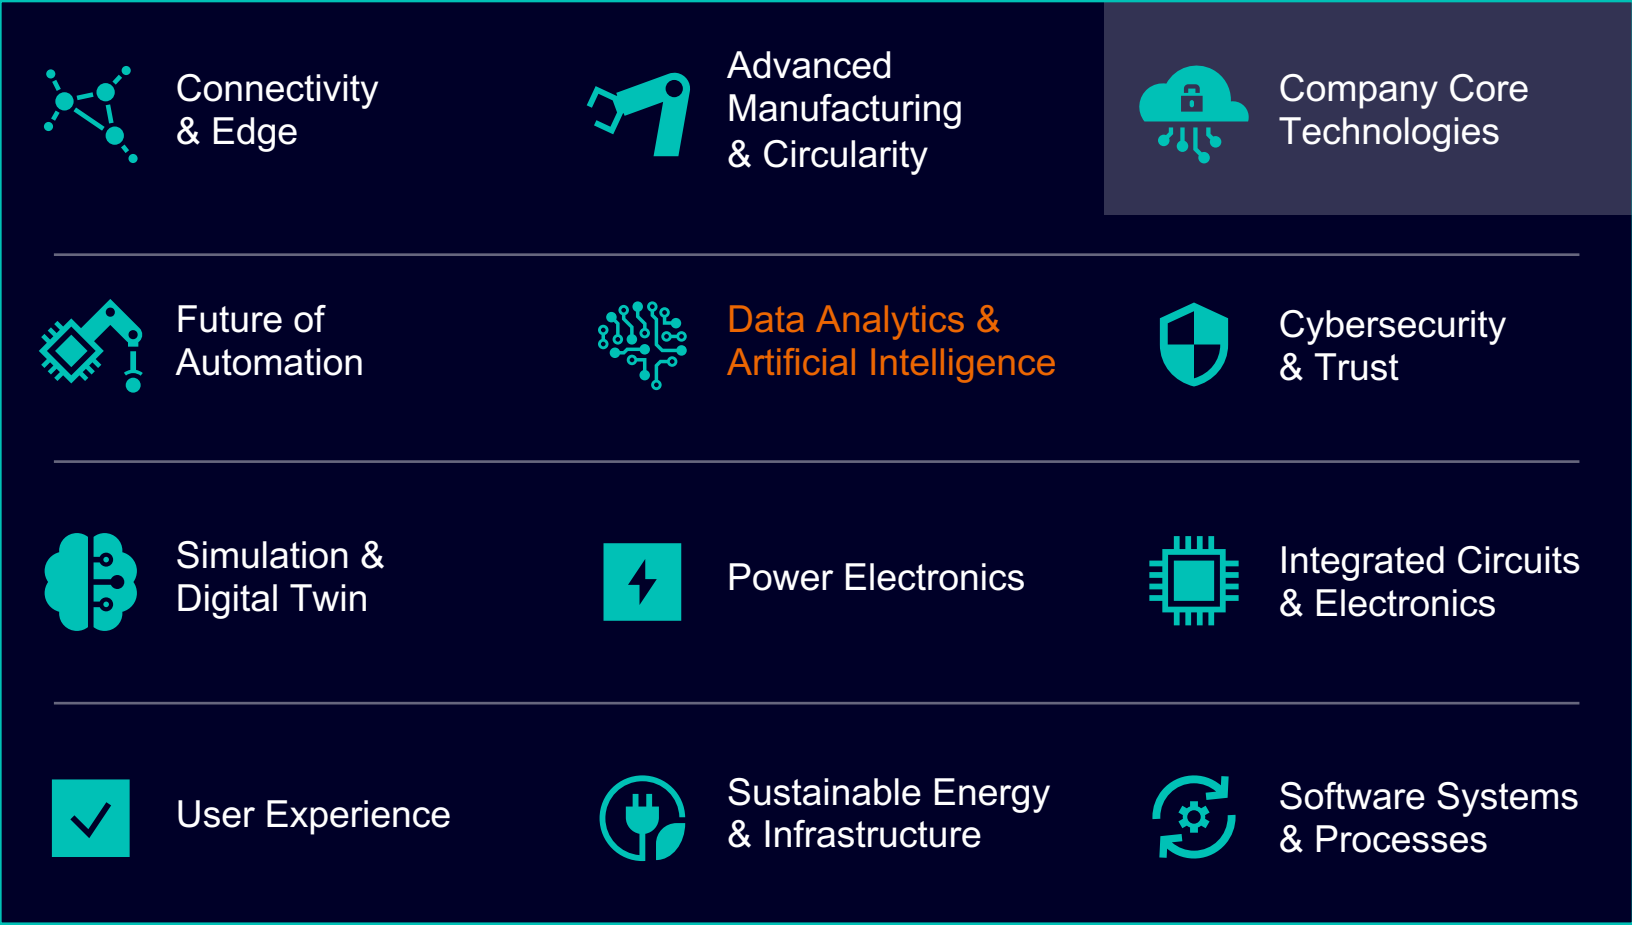 Connectivity
& Edge
Advanced
Manufacturing
& Circularity
Company Core
Technologies
Future of
Automation
Data Analytics &
Artificial Intelligence
Cybersecurity
& Trust
Simulation &
Digital Twin
Power Electronics
Integrated Circuits
& Electronics
User Experience
Sustainable Energy
& Infrastructure
Software Systems
& Processes